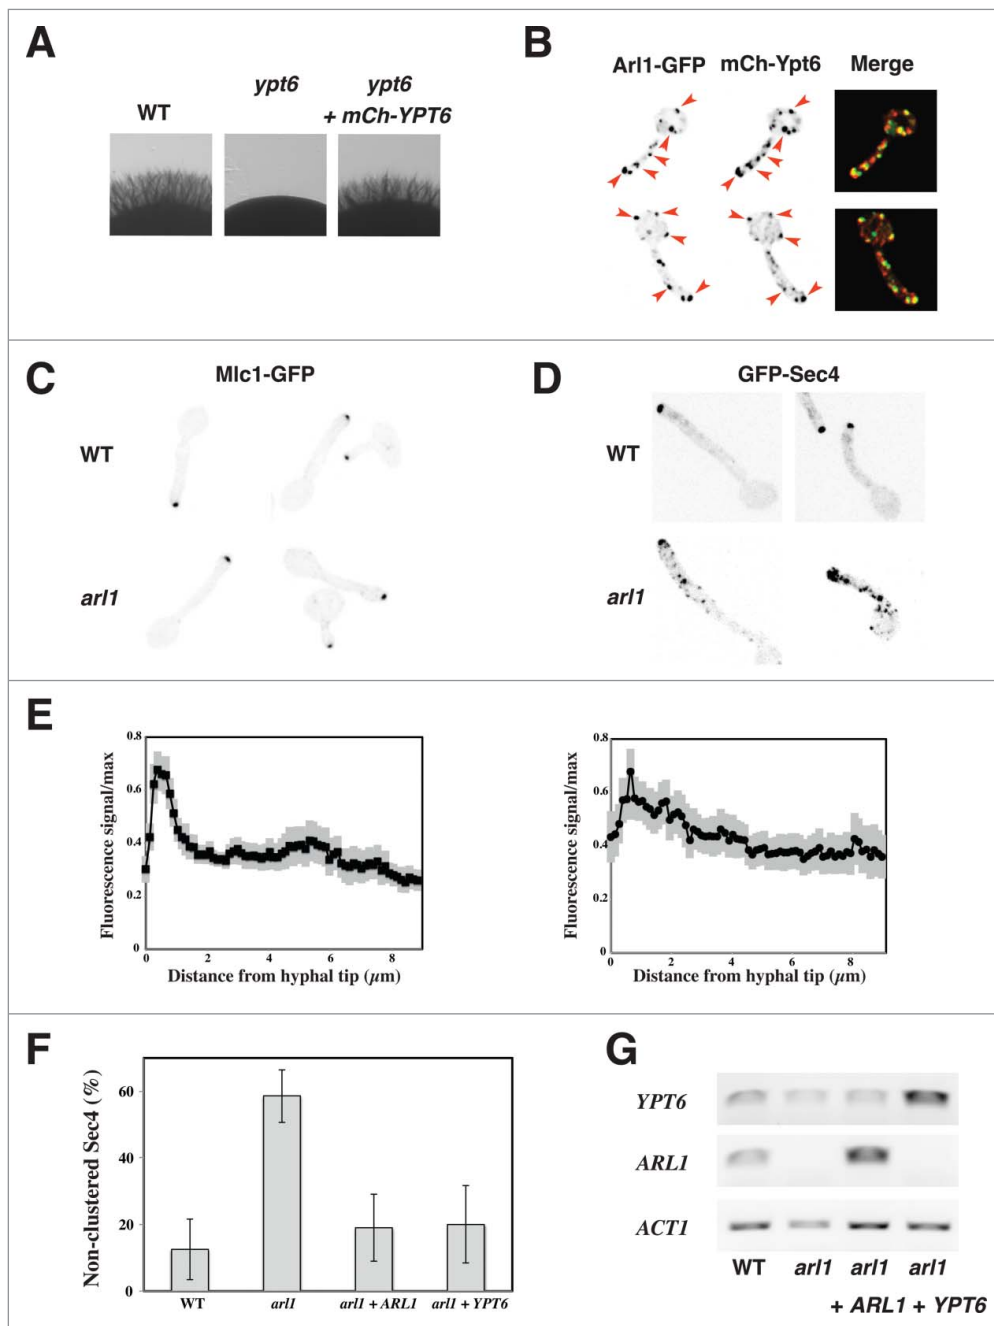 A
WT
ypt6
ypt6
+ mCh-YPT6
B
Arl1-GFP mCh-Ypt6 Merge
C
Mlc1-GFP
WT
arl1
D
GFP-Sec4
WT
arl1
E
Fluorescence signal/max
0.8
0.6
0.4
0.2
0
0 2 4 6 8
Distance from hyphal tip (µm)
Fluorescence signal/max
0.8
0.6
0.4
0.2
0
0 2 4 6 8
Distance from hyphal tip (µm)
F
Non-clustered Sec4 (%)
60
40
20
0
WT arl1 arl1 + ARL1 arl1 + YPT6
G
YPT6
ARL1
ACT1
WT arl1 arl1 arl1
+ ARL1 + YPT6